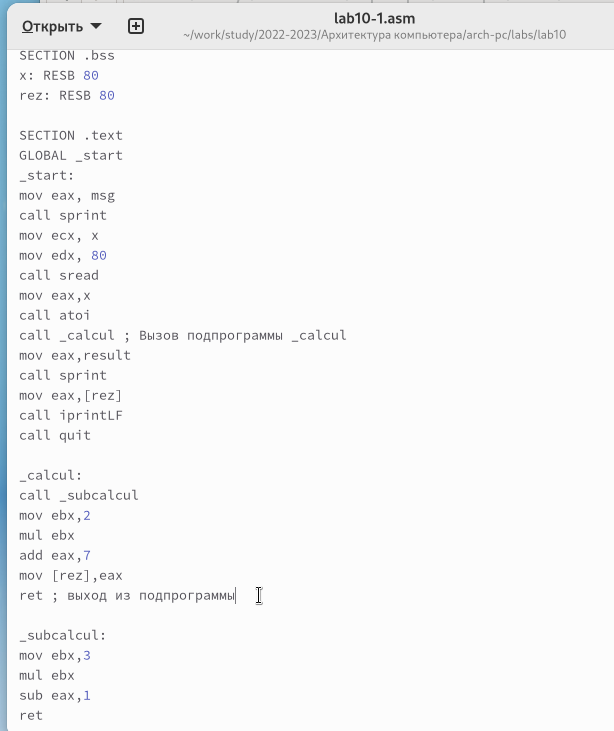 Открыть
lab10-1.asm
~/work/study/2022-2023/Архитектура компьютера/arch-pc/labs/lab10
SECTION .bss
x: RESB 80
rez: RESB 80
SECTION .text
GLOBAL _start
_start:
mov eax, msg
call sprint
mov ecx, x
mov edx, 80
call sread
mov eax,x
call atoi
call _calcul ; Вызов подпрограммы _calcul
mov eax,result
call sprint
mov eax,[rez]
call iprintLF
call quit
_calcul:
call _subcalcul
mov ebx,2
mul ebx
add eax,7
mov [rez],eax
ret ; выход из подпрограммы
_subcalcul:
mov ebx,3
mul ebx
sub eax,1
ret